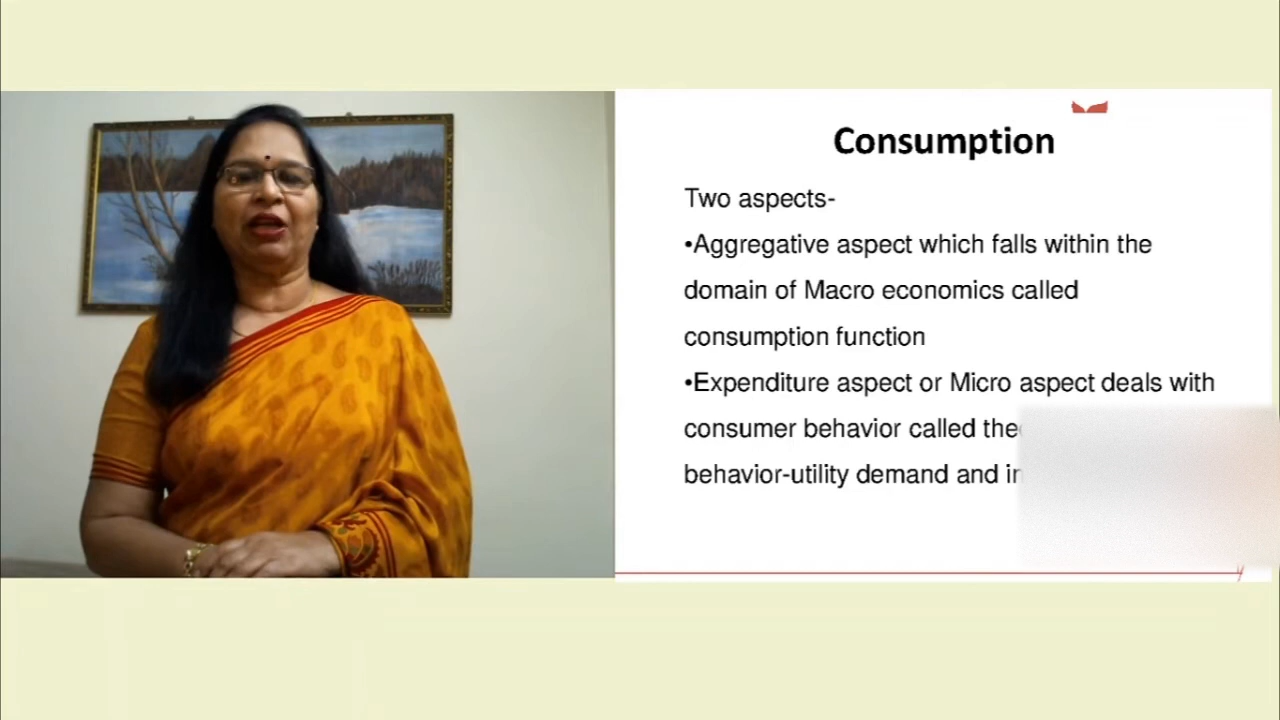 Consumption
Two aspects-
•Aggregative aspect which falls within the
domain of Macro economics called
consumption function
•Expenditure aspect or Micro aspect deals with
consumer behavior called
behavior-utility demand and